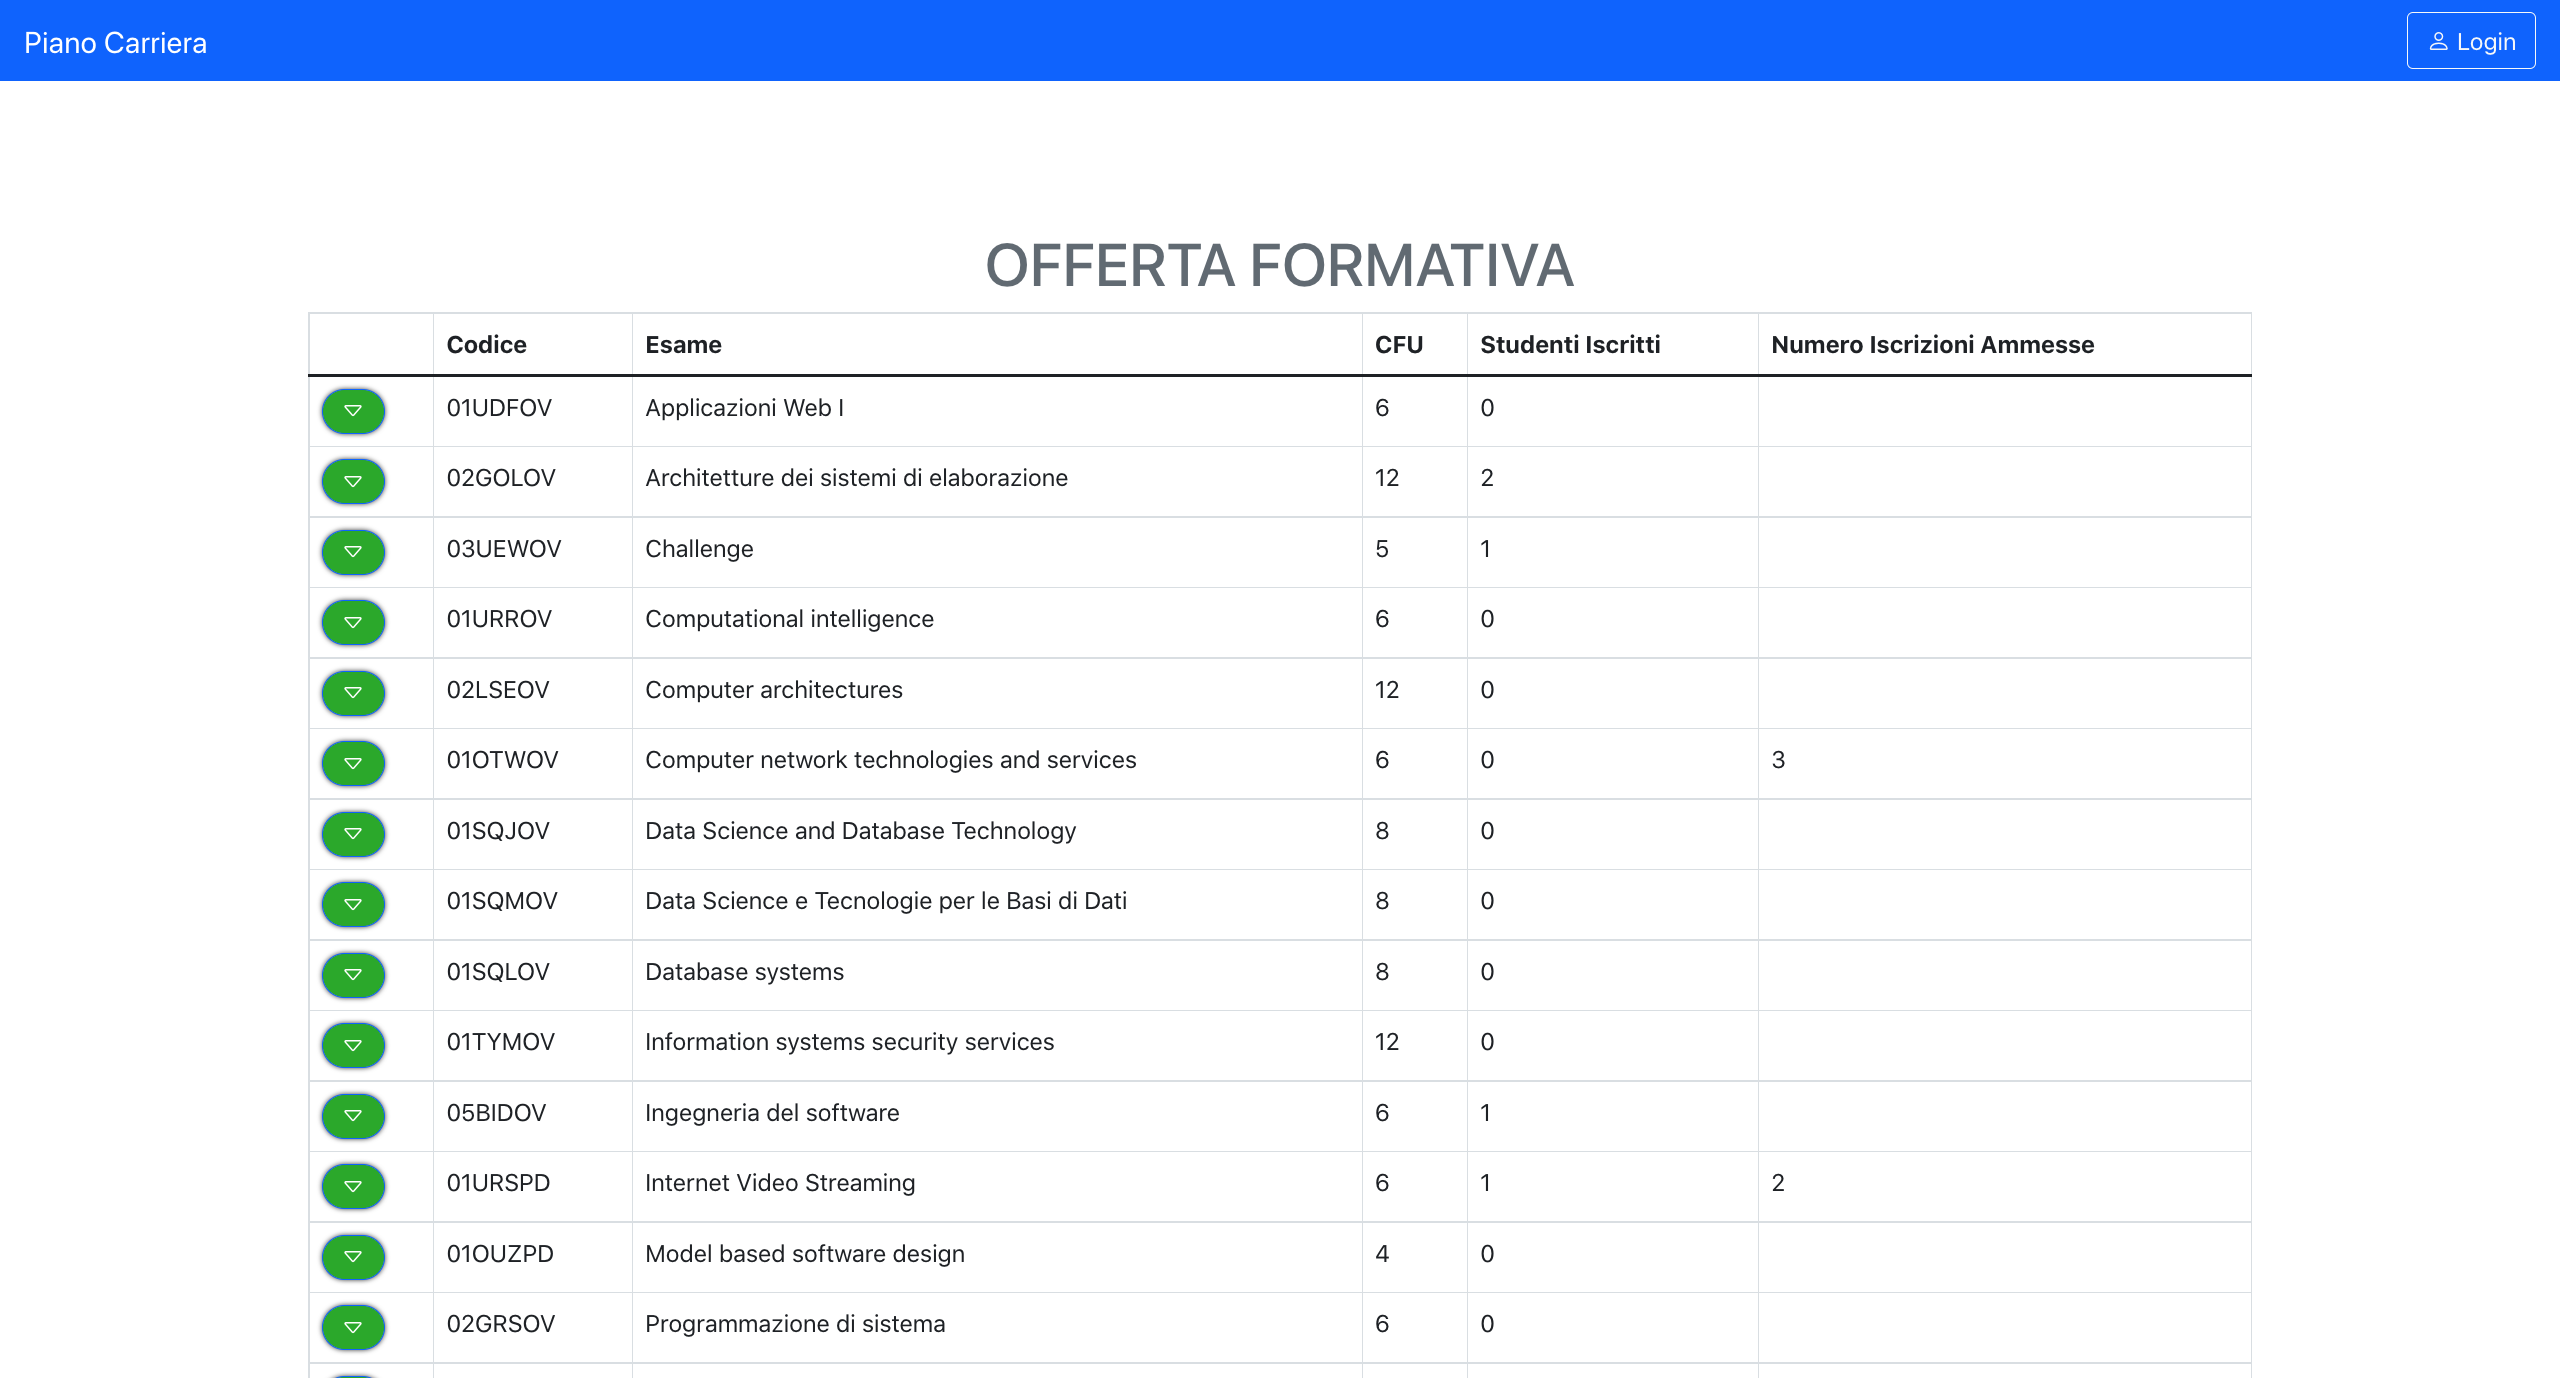 Piano Carriera Login
OFFERTA FORMATIVA
Codice Esame CFU Studenti Iscritti Numero Iscrizioni Ammesse
01UDFOV Applicazioni Web I 6 0
02GOLOV Architetture dei sistemi di elaborazione 12 2
03UEWOV Challenge 5 1
01URROV Computational intelligence 6 0
02LSEOV Computer architectures 12 0
01OTWOV Computer network technologies and services 6 0 3
01SQJOV Data Science and Database Technology 8 0
01SQMOV Data Science e Tecnologie per le Basi di Dati 8 0
01SQLOV Database systems 8 0
01TYMOV Information systems security services 12 0
05BIDOV Ingegneria del software 6 1
01URSPD Internet Video Streaming 6 1 2
01OUZPD Model based software design 4 0
02GRSOV Programmazione di sistema 6 0